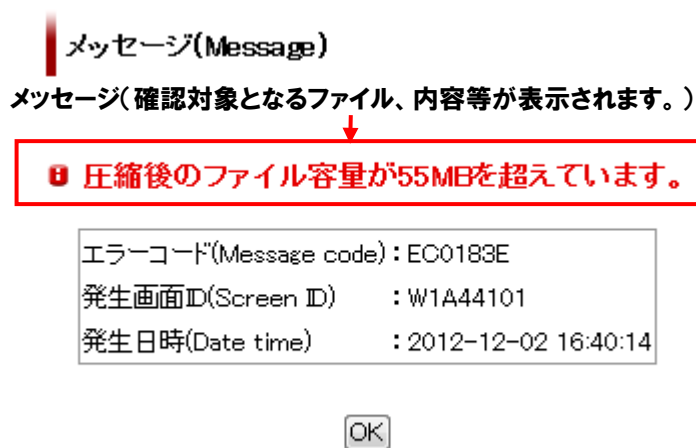 メッセージ(Message)
メッセージ(確認対象となるファイル、内容等が表示されます。)
圧縮後のファイル容量が55MBを超えています。
エラーコード(Message code):EC0183E
発生画面ID(Screen ID) :W1A44101
発生日時(Date time) :2012-12-02 16:40:14
OK